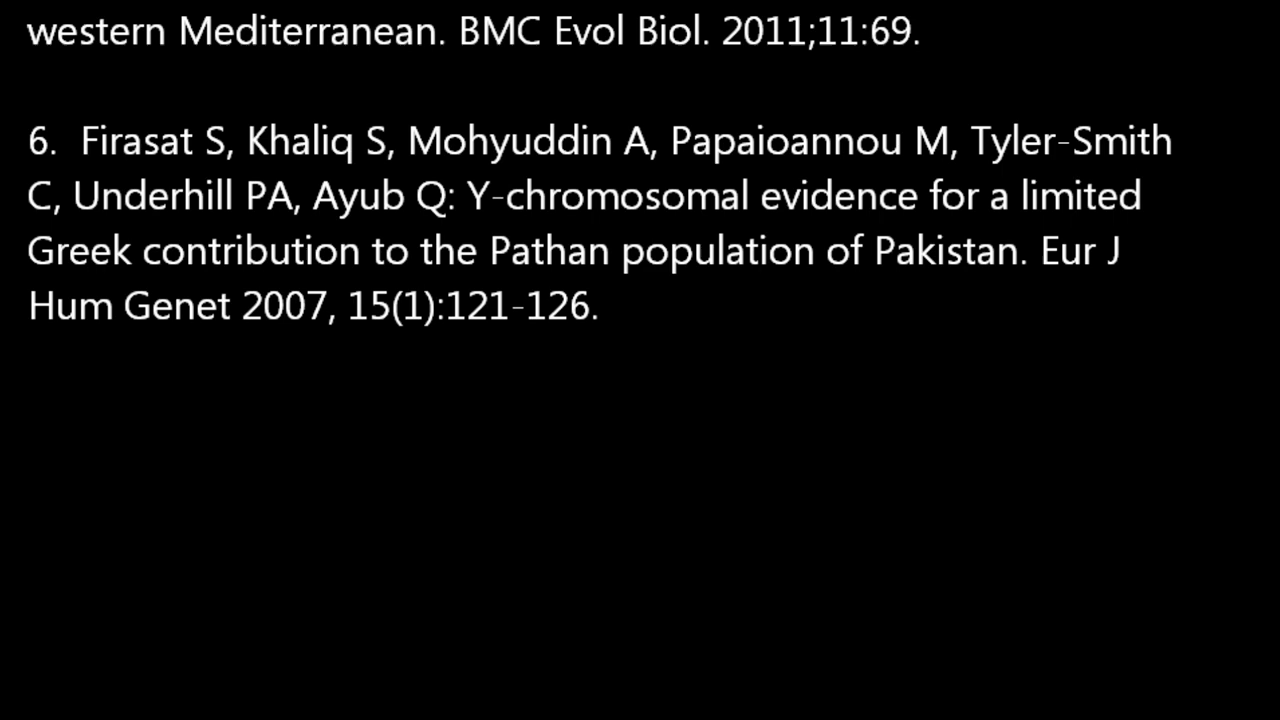 western Mediterranean. BMC Evol Biol. 2011;11:69.
6.  Firasat S, Khaliq S, Mohyuddin A, Papaioannou M, Tyler-Smith
C, Underhill PA, Ayub Q: Y-chromosomal evidence for a limited
Greek contribution to the Pathan population of Pakistan. Eur J
Hum Genet 2007, 15(1):121-126.